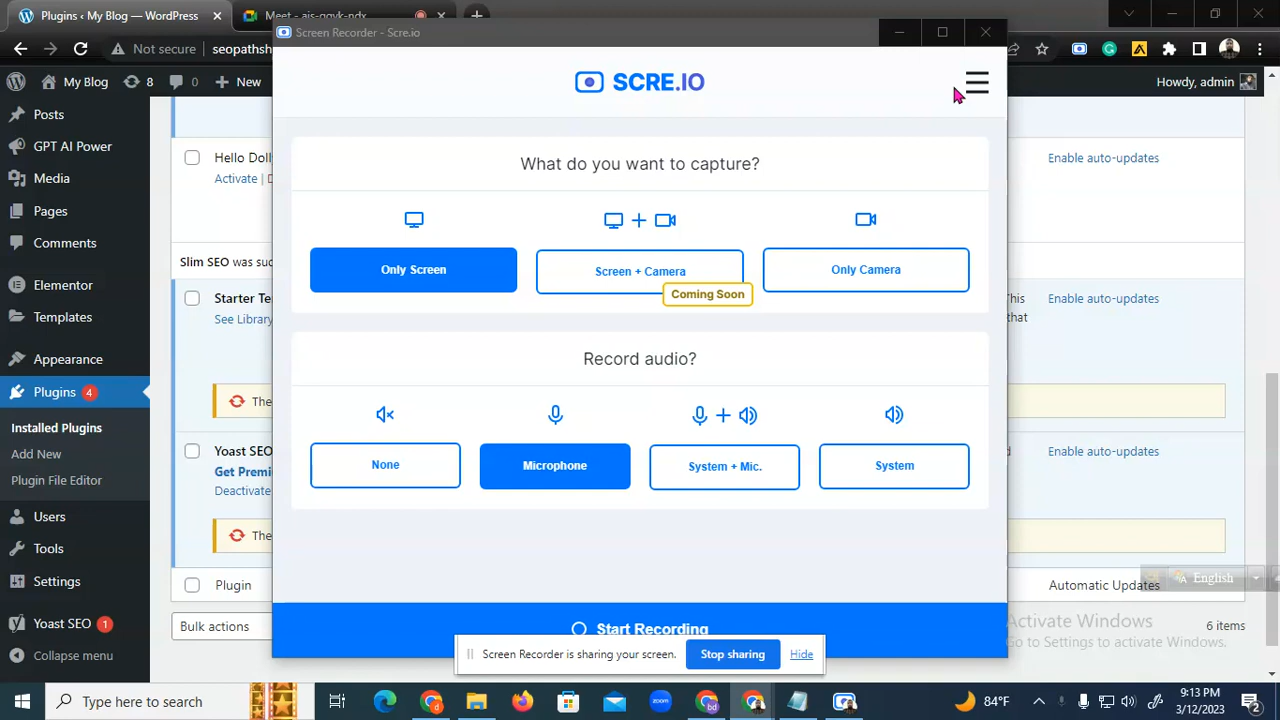 Plugins ‹ My Blog — WordPress
Screen Recorder - Scre.io
Not secure
seopathsh
My Blog
8
0
New
Howdy, admin
SCRE.IO
Posts
GPT AI Power
Media
Pages
Comments
Elementor
Templates
Appearance
Plugins 4
Installed Plugins
Add New
Plugin File Editor
Users
Tools
Settings
Yoast SEO 1
Collapse menu
Hello Doll
Activate |
Enable auto-updates
Slim SEO was suc
Starter Te
See Library
This
that
Enable auto-updates
The
Yoast SEO
Get Premi
Deactivate
Enable auto-updates
The
Plugin
Automatic Updates
Bulk actions
6 items
What do you want to capture?
Only Screen
Screen + Camera
Only Camera
Coming Soon
Record audio?
None
Microphone
System + Mic.
System
Start Recording
Screen Recorder is sharing your screen.
Stop sharing
Hide
English
Activate Windows
Go to Settings to activate Windows.
Type here to search
zoom
84°F
9:13 PM
3/12/2023
2